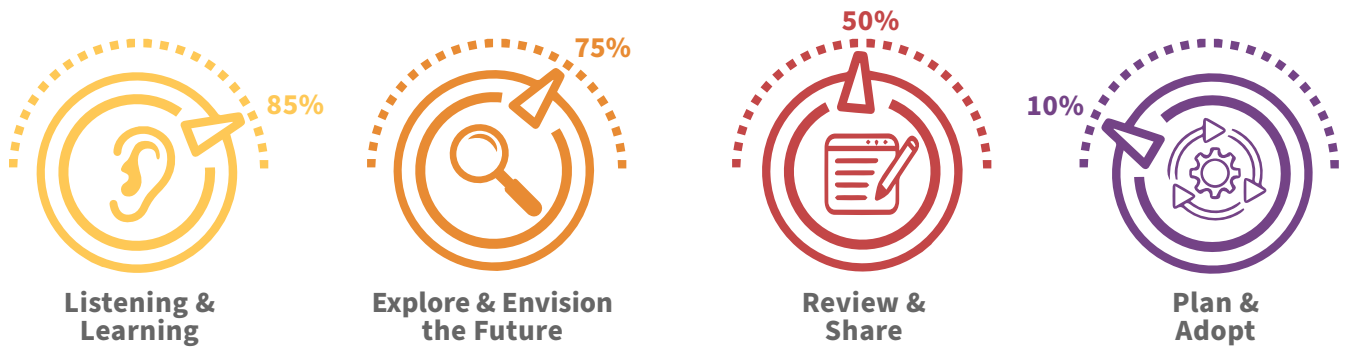 85%
Listening &
Learning
75%
Explore & Envision
the Future
50%
Review &
Share
10%
Plan &
Adopt